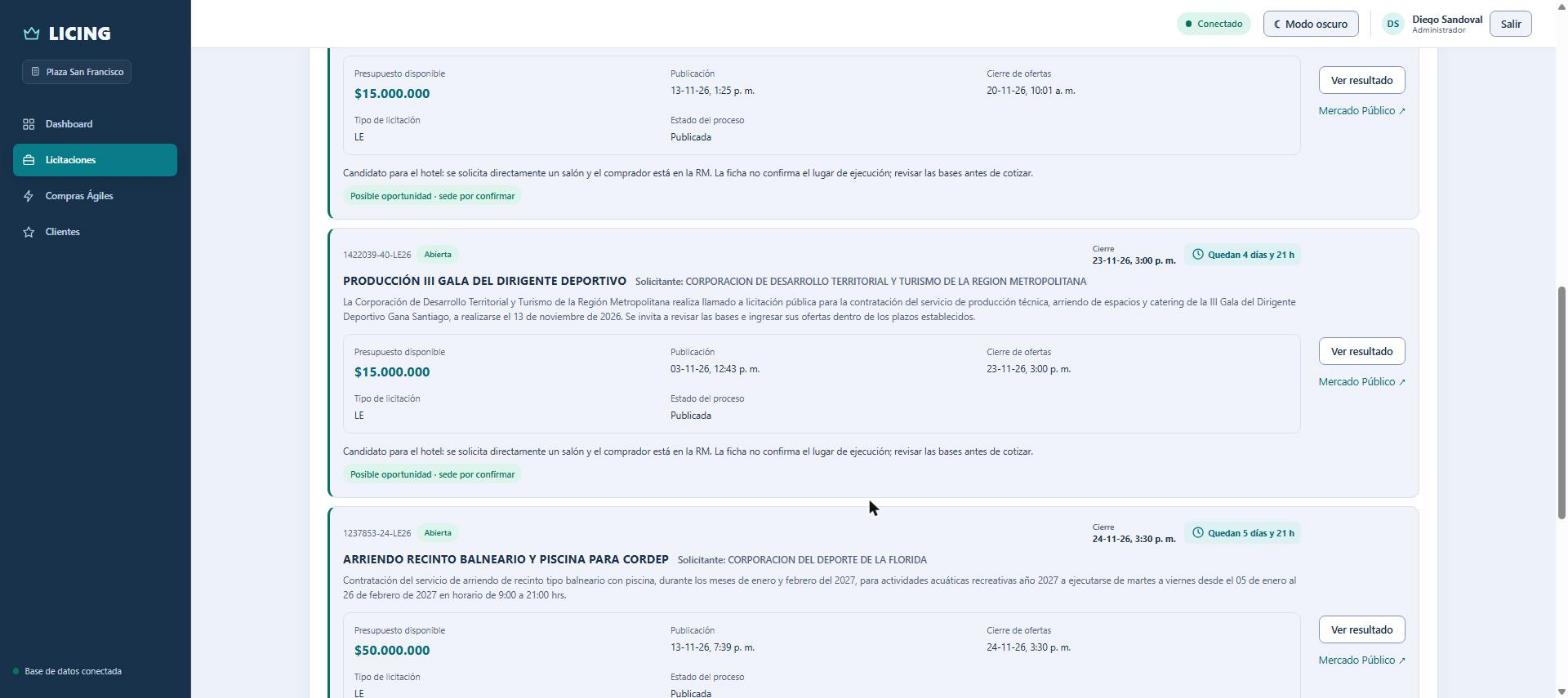 LICING
Plaza San Francisco
Dashboard
Licitaciones
Compras Ágiles
Clientes
Base de datos conectada
Conectado
Modo oscuro
DS
Diego Sandoval
Administrador
Salir
Presupuesto disponible
$15.000.000
Publicación
13-11-26, 1:25 p. m.
Cierre de ofertas
20-11-26, 10:01 a. m.
Tipo de licitación
LE
Estado del proceso
Publicada
Ver resultado
Mercado Público ↗
Candidato para el hotel: se solicita directamente un salón y el comprador está en la RM. La ficha no confirma el lugar de ejecución; revisar las bases antes de cotizar.
Posible oportunidad · sede por confirmar
1422039-40-LE26 Abierta
Cierre
23-11-26, 3:00 p. m.
Quedan 4 días y 21 h
PRODUCCIÓN III GALA DEL DIRIGENTE DEPORTIVO Solicitante: CORPORACION DE DESARROLLO TERRITORIAL Y TURISMO DE LA REGION METROPOLITANA
La Corporación de Desarrollo Territorial y Turismo de la Región Metropolitana realiza llamado a licitación pública para la contratación del servicio de producción técnica, arriendo de espacios y catering de la III Gala del Dirigente
Deportivo Gana Santiago, a realizarse el 13 de noviembre de 2026. Se invita a revisar las bases e ingresar sus ofertas dentro de los plazos establecidos.
Presupuesto disponible
$15.000.000
Publicación
03-11-26, 12:43 p. m.
Cierre de ofertas
23-11-26, 3:00 p. m.
Tipo de licitación
LE
Estado del proceso
Publicada
Ver resultado
Mercado Público ↗
Candidato para el hotel: se solicita directamente un salón y el comprador está en la RM. La ficha no confirma el lugar de ejecución; revisar las bases antes de cotizar.
Posible oportunidad · sede por confirmar
1237853-24-LE26 Abierta
Cierre
24-11-26, 3:30 p. m.
Quedan 5 días y 21 h
ARRIENDO RECINTO BALNEARIO Y PISCINA PARA CORDEP Solicitante: CORPORACION DEL DEPORTE DE LA FLORIDA
Contratación del servicio de arriendo de recinto tipo balneario con piscina, durante los meses de enero y febrero del 2027, para actividades acuáticas recreativas año 2027 a ejecutarse de martes a viernes desde el 05 de enero al
26 de febrero de 2027 en horario de 9:00 a 21:00 hrs.
Presupuesto disponible
$50.000.000
Publicación
13-11-26, 7:39 p. m.
Cierre de ofertas
24-11-26, 3:30 p. m.
Tipo de licitación
LE
Estado del proceso
Publicada
Ver resultado
Mercado Público ↗